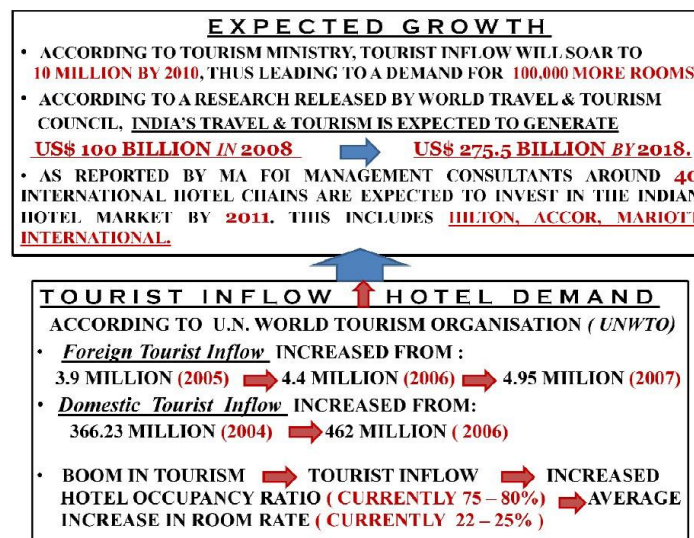 EXPECTED GROWTH
• ACCORDING TO TOURISM MINISTRY, TOURIST INFLOW WILL SOAR TO
10 MILLION BY 2010, THUS LEADING TO A DEMAND FOR 100,000 MORE ROOMS
• ACCORDING TO A RESEARCH RELEASED BY WORLD TRAVEL & TOURISM
COUNCIL, INDIA'S TRAVEL & TOURISM IS EXPECTED TO GENERATE
US$ 100 BILLION IN 2008 US$ 275.5 BILLION BY 2018.
• AS REPORTED BY MA FOI MANAGEMENT CONSULTANTS AROUND 40
INTERNATIONAL HOTEL CHAINS ARE EXPECTED TO INVEST IN THE INDIAN
HOTEL MARKET BY 2011. THIS INCLUDES HILTON, ACCOR, MARIOTT
INTERNATIONAL.
TOURIST INFLOW HOTEL DEMAND
ACCORDING TO U.N. WORLD TOURISM ORGANISATION ( UNWTO)
• Foreign Tourist Inflow INCREASED FROM :
3.9 MILLION (2005) 4.4 MILLION (2006) 4.95 MIILION (2007)
• Domestic Tourist Inflow INCREASED FROM:
366.23 MILLION (2004) 462 MILLION ( 2006)
• BOOM IN TOURISM TOURIST INFLOW INCREASED
HOTEL OCCUPANCY RATIO ( CURRENTLY 75 – 80%) AVERAGE
INCREASE IN ROOM RATE ( CURRENTLY 22 – 25% )